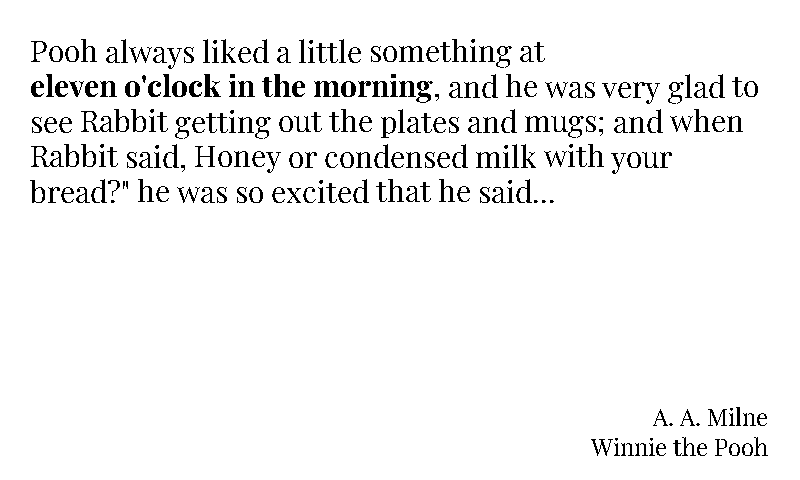 Pooh always liked a little something at
eleven o'clock in the morning, and he was very glad to
see Rabbit getting out the plates and mugs; and when
Rabbit said, Honey or condensed milk with your
bread?" he was so excited that he said...
A. A. Milne
Winnie the Pooh